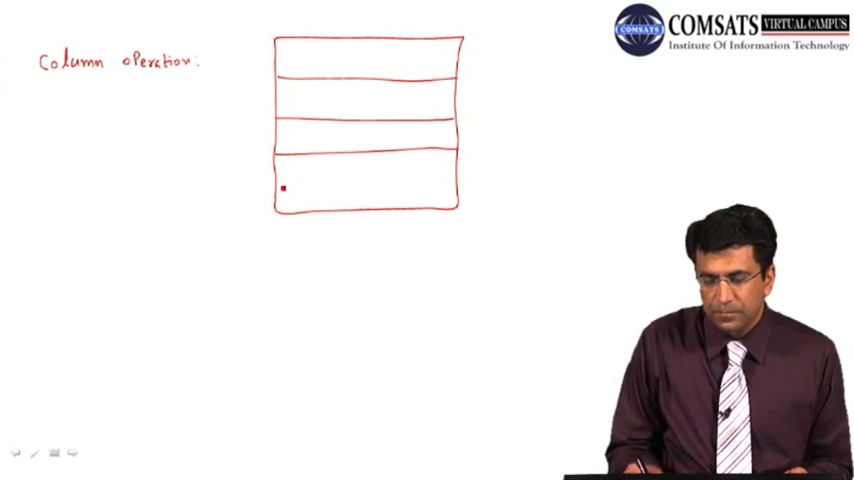 COMSATS VIRTUAL CAMPUS
Institute Of Information Technology
COMSATS
Column operation: